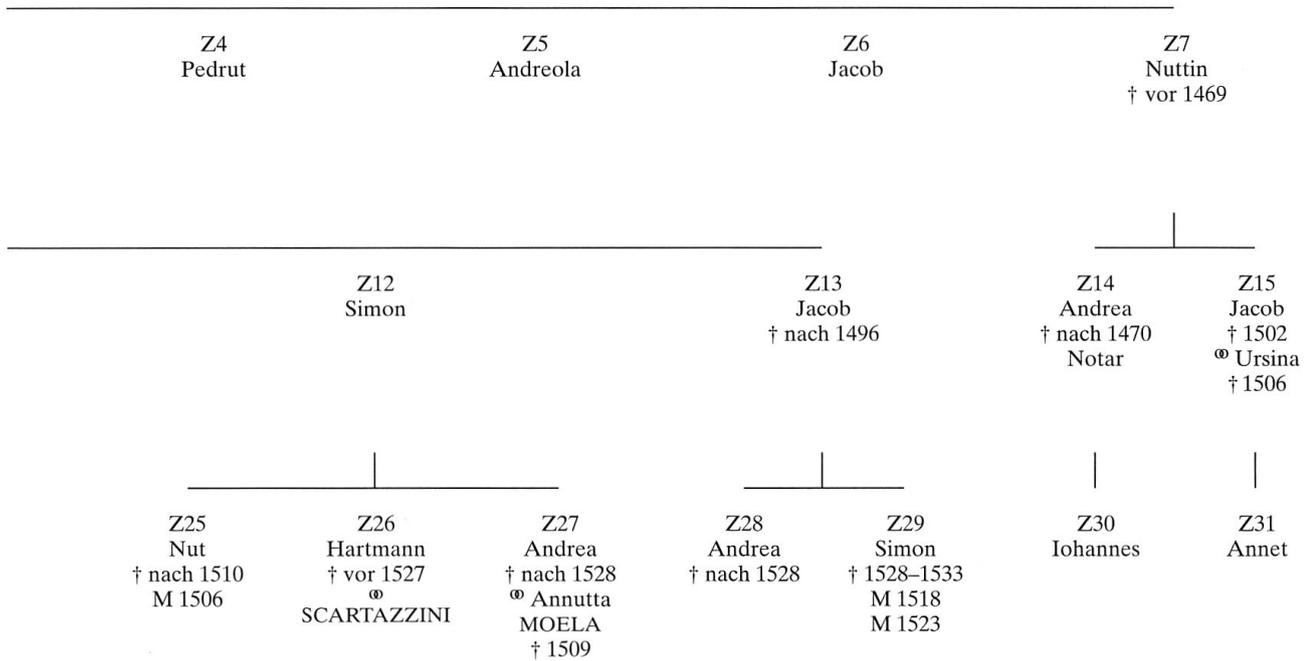 Z4
Pedrut
Z5
Andreola
Z6
Jacob
Z7
Nuttin
† vor 1469
Z12
Simon
Z13
Jacob
† nach 1496
Z14
Andrea
† nach 1470
Notar
Z15
Jacob
† 1502
⚭ Ursina
† 1506
Z25
Nut
† nach 1510
M 1506
Z26
Hartmann
† vor 1527
⚭
SCARTAZZINI
Z27
Andrea
† nach 1528
⚭ Annutta
MOELA
† 1509
Z28
Andrea
† nach 1528
Z29
Simon
† 1528–1533
M 1518
M 1523
Z30
Iohannes
Z31
Annet